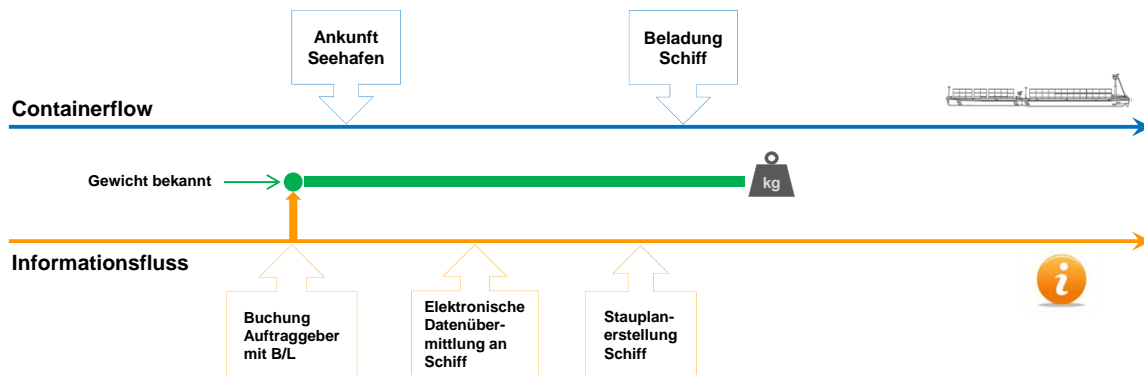 Ankunft
Seehafen
Beladung
Schiff
Containerflow
Gewicht bekannt
kg
Informationsfluss
i
Buchung
Auftraggeber
mit B/L
Elektronische
Datenüber-
mittlung an
Schiff
Stauplan-
erstellung
Schiff